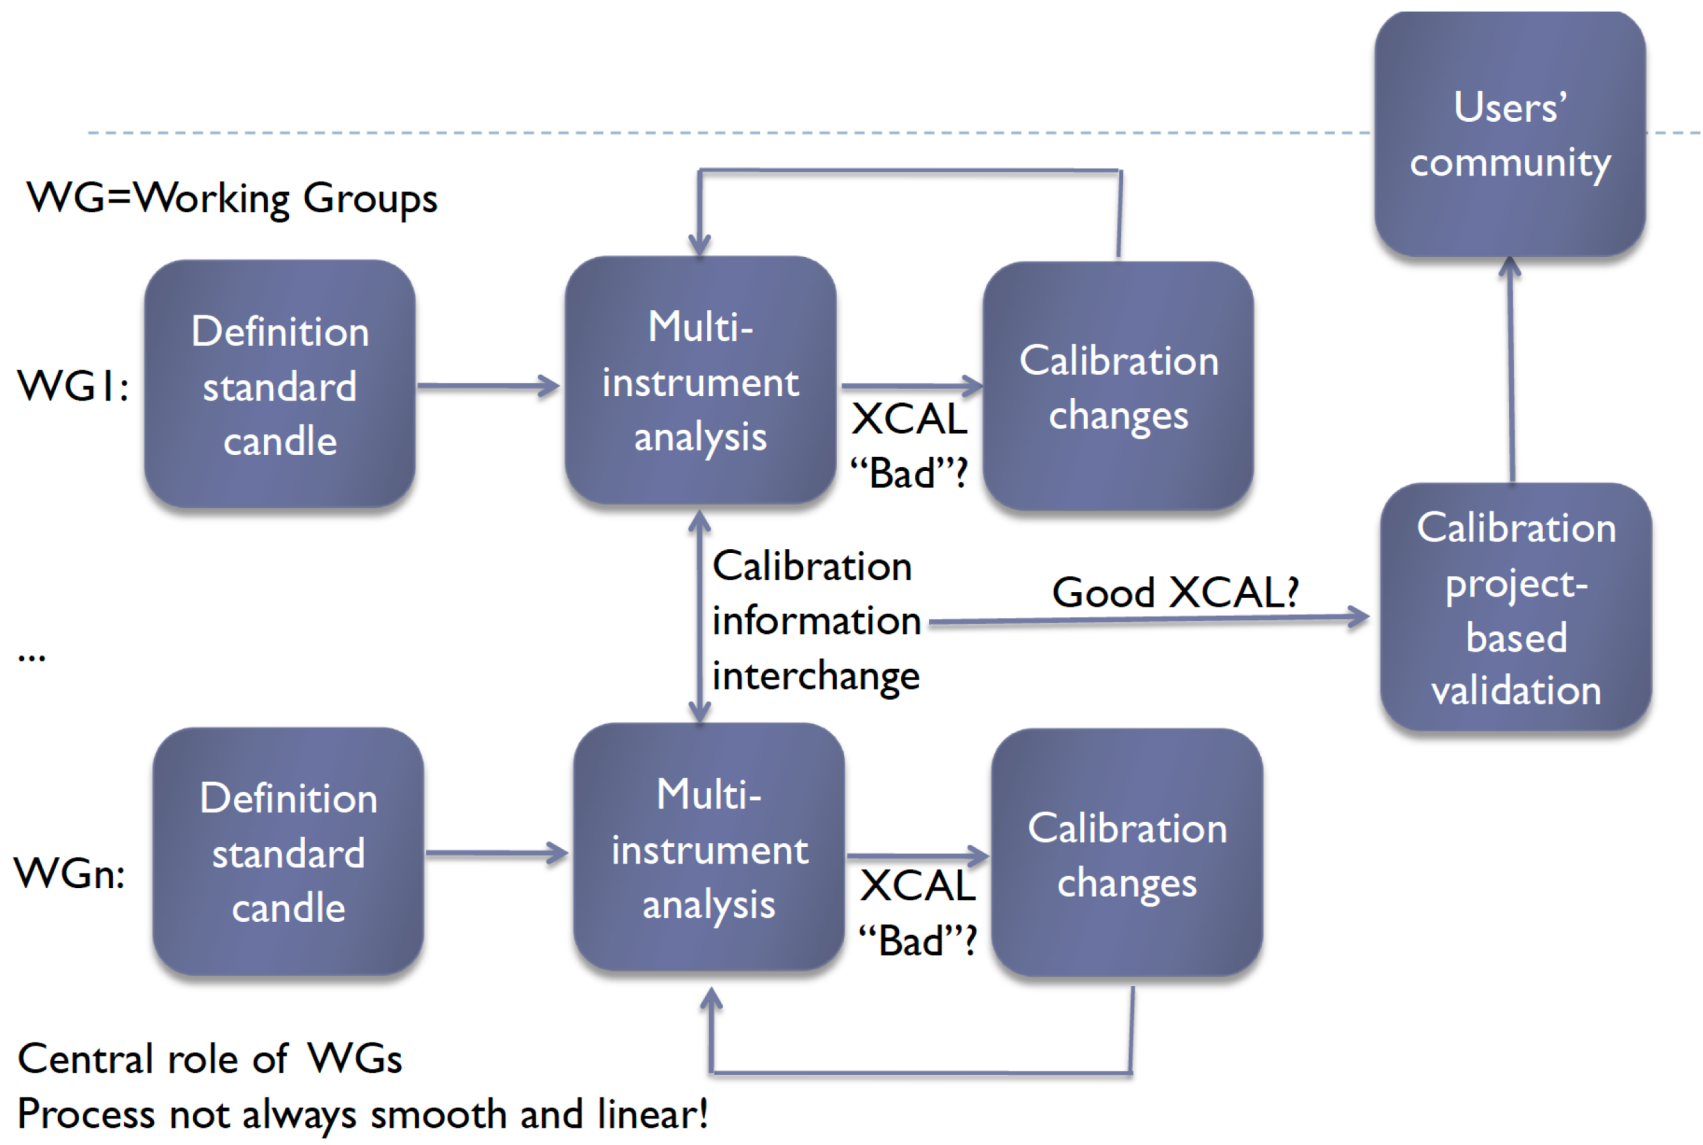 Users’
community
WG=Working Groups
WG1:
Definition
standard
candle
Multi-
instrument
analysis
XCAL
“Bad”?
Calibration
changes
Calibration
information
interchange
Good XCAL?
Calibration
project-
based
validation
...
WGn:
Definition
standard
candle
Multi-
instrument
analysis
XCAL
“Bad”?
Calibration
changes
Central role of WGs
Process not always smooth and linear!